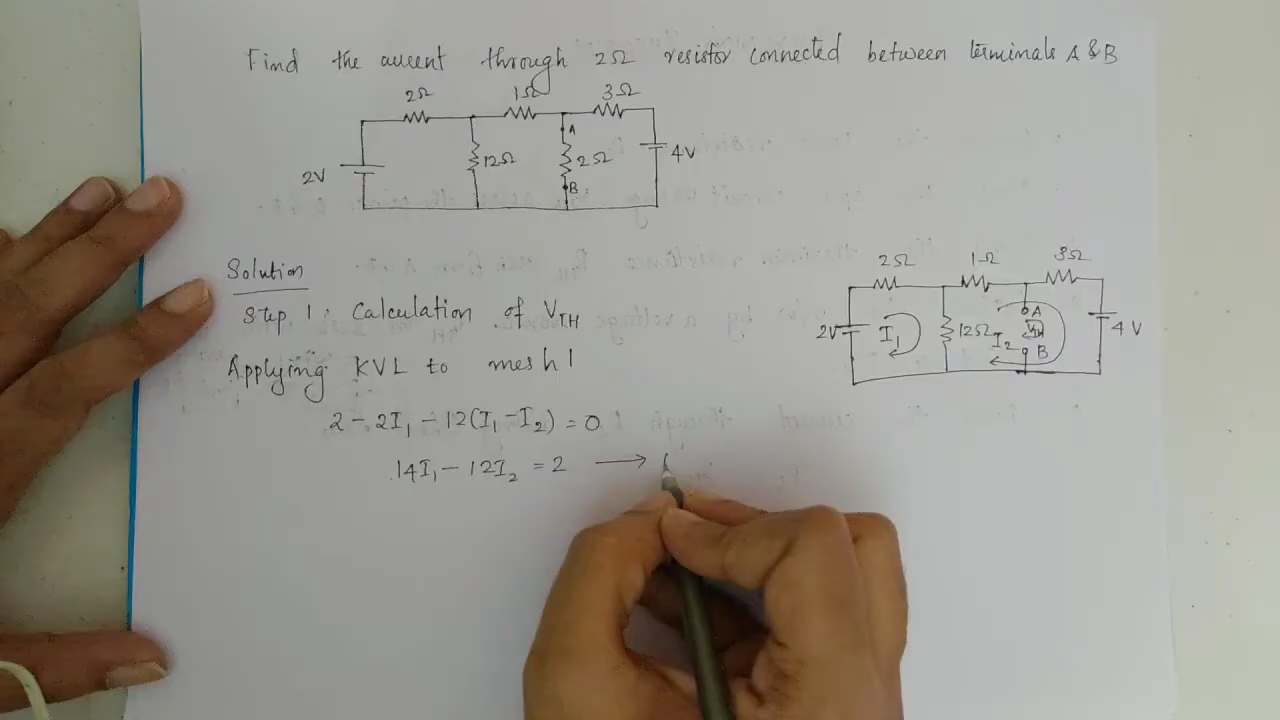 Find the current through 2Ω resistor connected between terminals A & B
2Ω 1Ω 3Ω
A
12Ω 2Ω 4V
2V B
Solution
2Ω 1Ω 3Ω
Step 1: Calculation of VTH
A
2V I1 12Ω I2 VTH 4V
B
Applying KVL to mesh 1
2 - 2I1 - 12(I1 - I2) = 0
14I1 - 12I2 = 2 → (